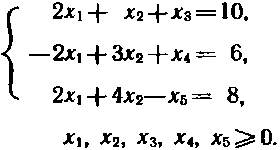 2x₁+ x₂+x₃=10,
−2x₁+3x₂+x₄= 6,
2x₁+4x₂−x₅= 8,
x₁, x₂, x₃, x₄, x₅⩾0.